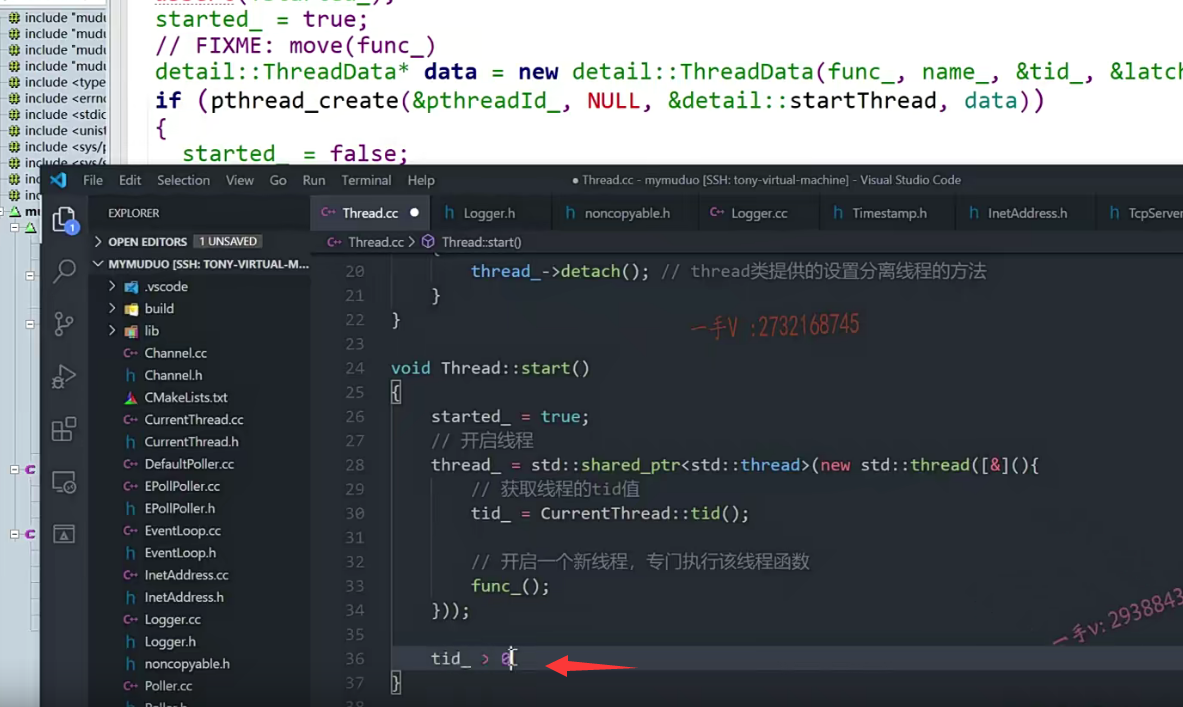 include "mudu
started_ = true;
include "mudu
// FIXME: move(func_)
include "mudu
include "mudu
detail::ThreadData* data = new detail::ThreadData(func_, name_, &tid_, &latch
include <type
include <errno
if (pthread_create(&pthreadId_, NULL, &detail::startThread, data))
include <stdio
{
include <unist
include <sys/p
started_ = false;
File Edit Selection View Go Run Terminal Help
● Thread.cc - mymuduo [SSH: tony-virtual-machine] - Visual Studio Code
EXPLORER
OPEN EDITORS 1 UNSAVED
MYMUDUO [SSH: TONY-VIRTUAL-M...
.vscode
build
lib
Channel.cc
Channel.h
CMakeLists.txt
CurrentThread.cc
CurrentThread.h
DefaultPoller.cc
EPollPoller.cc
EPollPoller.h
EventLoop.cc
EventLoop.h
InetAddress.cc
InetAddress.h
Logger.cc
Logger.h
noncopyable.h
Poller.cc
Poller.h
1
C++ Thread.cc ● h Logger.h h noncopyable.h C++ Logger.cc h Timestamp.h h InetAddress.h h TcpServer
C++ Thread.cc > Thread::start()
20 thread_->detach(); // thread类提供的设置分离线程的方法
21 }
22 }
23
24 void Thread::start()
25 {
26 started_ = true;
27 // 开启线程
28 thread_ = std::shared_ptr<std::thread>(new std::thread([&](){
29 // 获取线程的tid值
30 tid_ = CurrentThread::tid();
31
32 // 开启一个新线程，专门执行该线程函数
33 func_();
34 }));
35
36 tid_ > 0
37 }
38
一手V :2732168745
一手v: 2938843